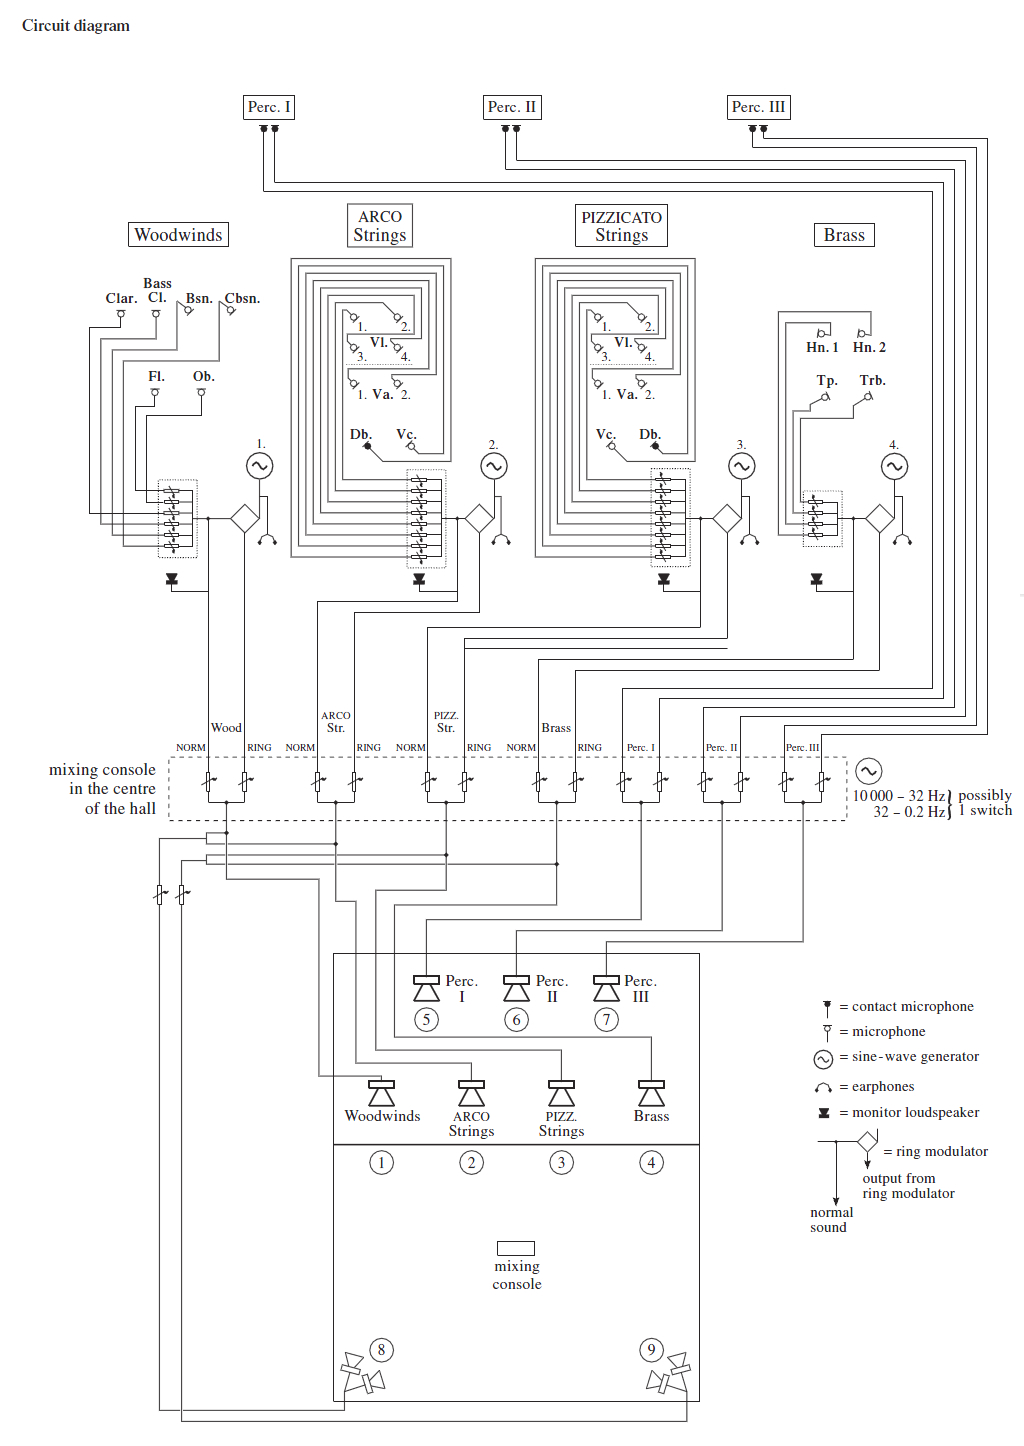 Circuit diagram
Perc. I
Perc. II
Perc. III
Woodwinds
ARCO
Strings
PIZZICATO
Strings
Brass
Bass
Clar. Cl. Bsn. Cbsn.
Fl. Ob.
1. 2.
Vl.
3. 4.
1. Va. 2.
Db. Vc.
1. 2.
Vl.
3. 4.
1. Va. 2.
Vc. Db.
Hn. 1 Hn. 2
Tp. Trb.
1.
2.
3.
4.
Wood
ARCO
Str.
PIZZ.
Str.
Brass
NORM RING NORM RING NORM RING NORM RING Perc. I Perc. II Perc. III
mixing console
in the centre
of the hall
10 000 – 32 Hz } possibly
32 – 0.2 Hz } 1 switch
Perc.
I
Perc.
II
Perc.
III
5
6
7
Woodwinds
ARCO
Strings
PIZZ.
Strings
Brass
1
2
3
4
mixing
console
8
9
= contact microphone
= microphone
= sine-wave generator
= earphones
= monitor loudspeaker
= ring modulator
output from
ring modulator
normal
sound